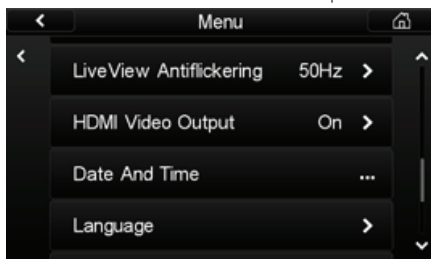 Menu
LiveView Antiflickering 50Hz
HDMI Video Output On
Date And Time ...
Language